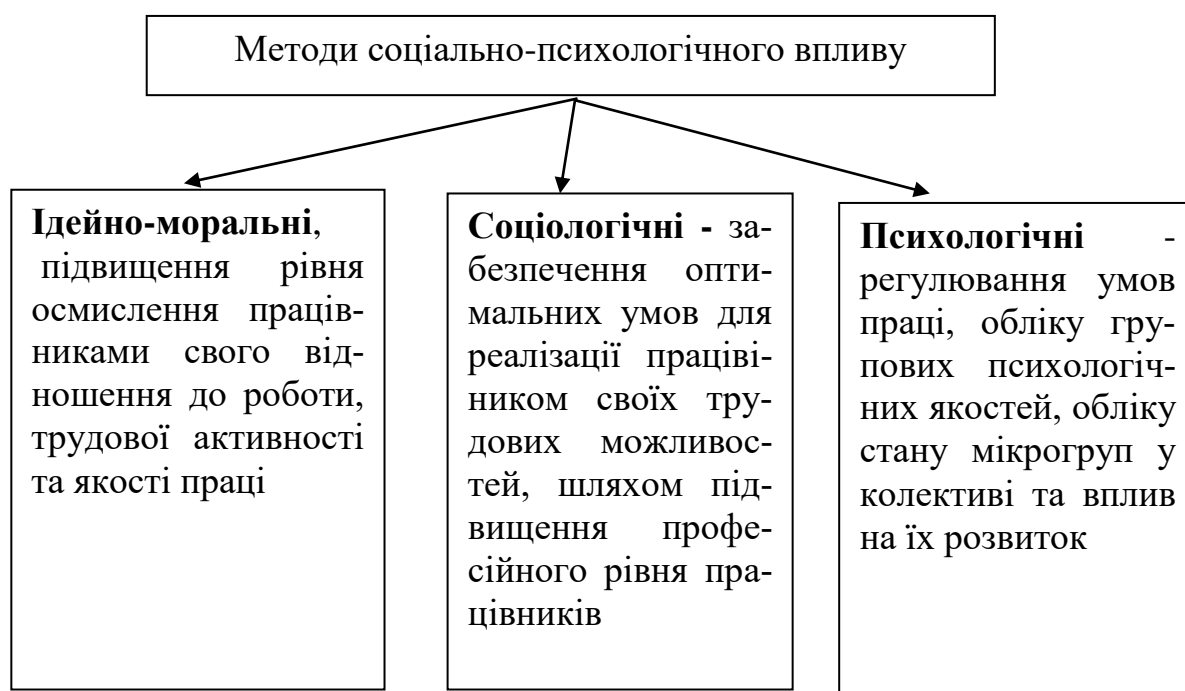 Методи соціально-психологічного впливу
Ідейно-моральні,
підвищення рівня
осмислення праців-
никами свого від-
ношення до роботи,
трудової активності
та якості праці
Соціологічні - за-
безпечення опти-
мальних умов для
реалізації праціві-
ником своїх тру-
дових можливос-
тей, шляхом під-
вищення профе-
сійного рівня пра-
цівників
Психологічні -
регулювання умов
праці, обліку гру-
пових психологіч-
них якостей, обліку
стану мікрогруп у
колективі та вплив
на їх розвиток